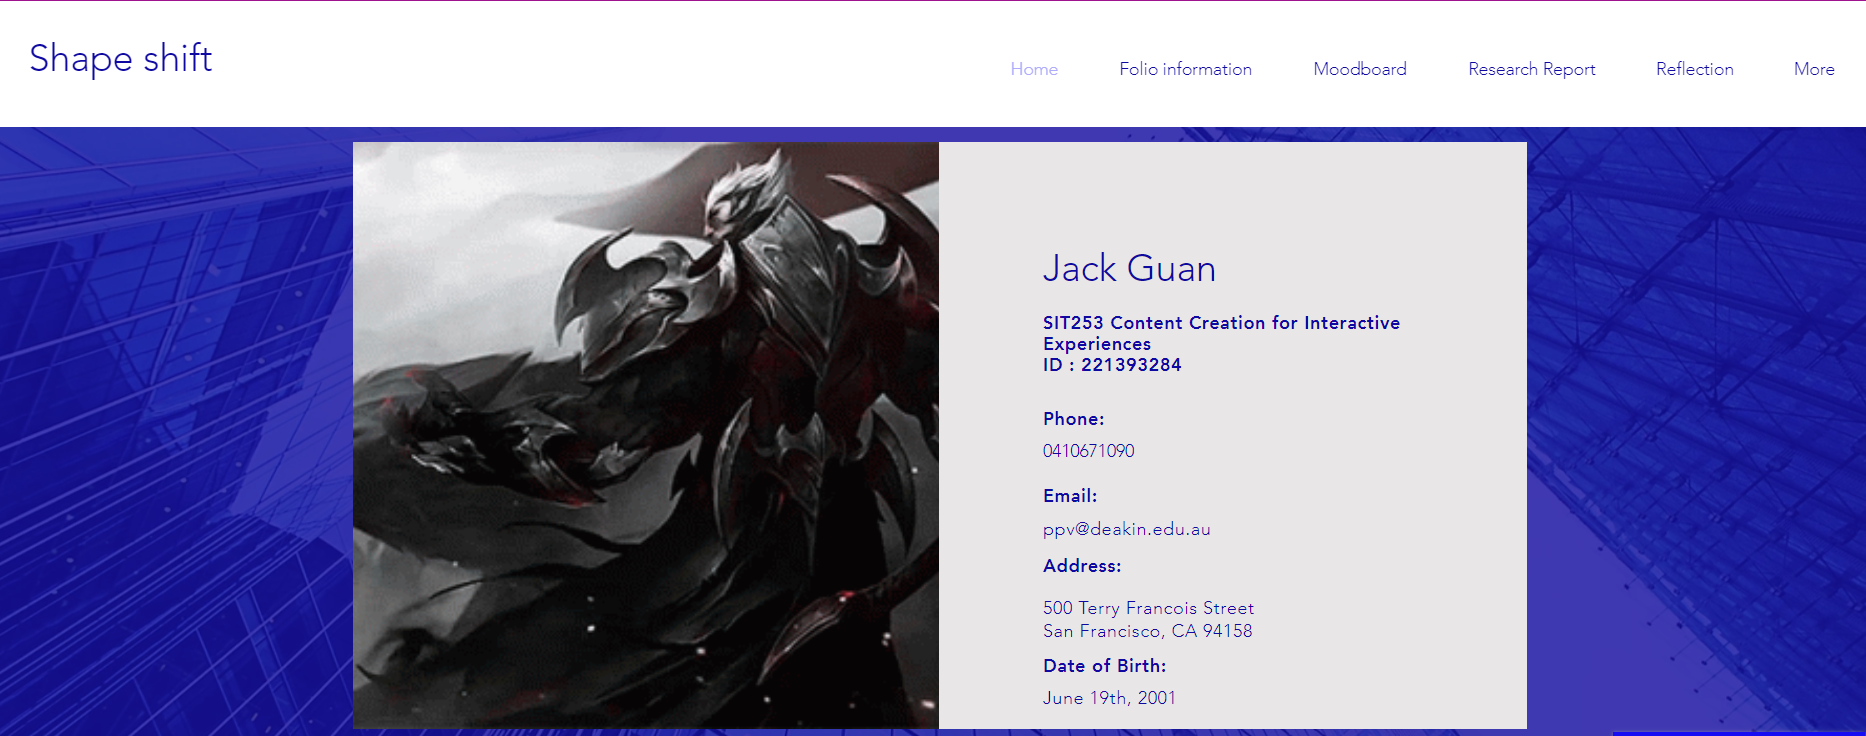 Shape shift
Home Folio information Moodboard Research Report Reflection More
Jack Guan
SIT253 Content Creation for Interactive
Experiences
ID : 221393284
Phone:
0410671090
Email:
ppv@deakin.edu.au
Address:
500 Terry Francois Street
San Francisco, CA 94158
Date of Birth:
June 19th, 2001